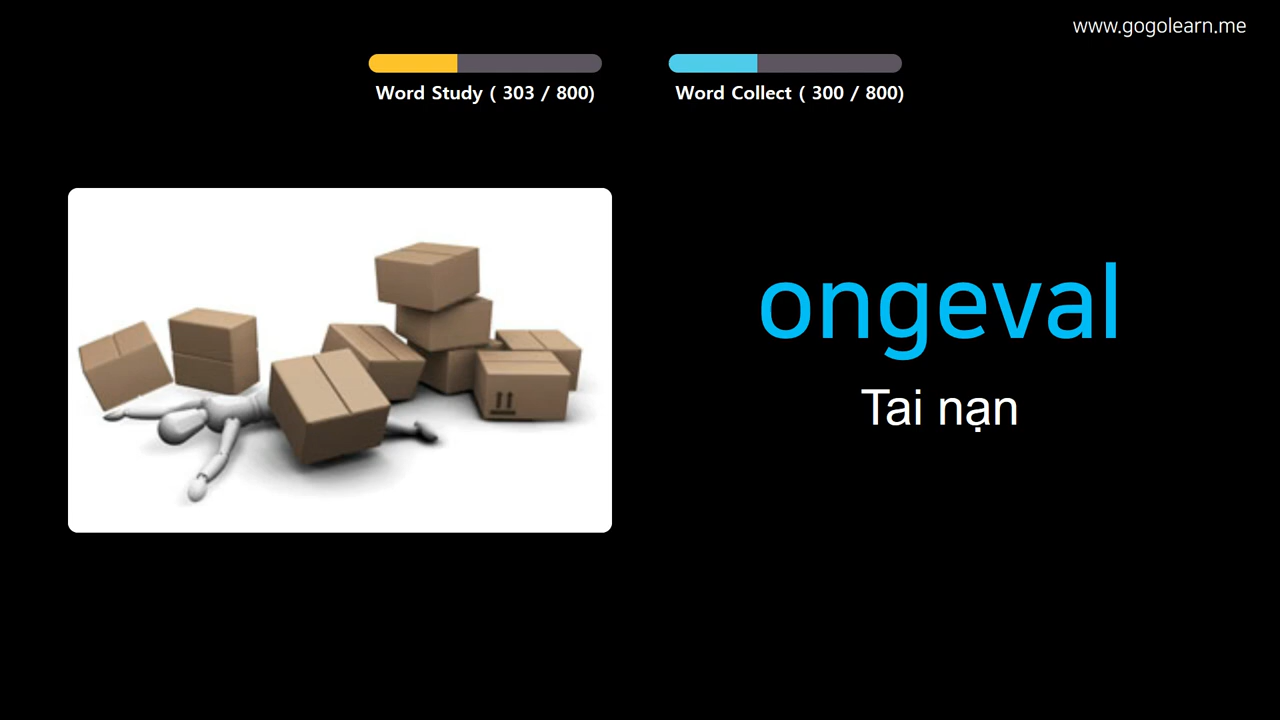 www.gogolearn.me
Word Study ( 303 / 800)
Word Collect ( 300 / 800)
ongeval
Tai nạn